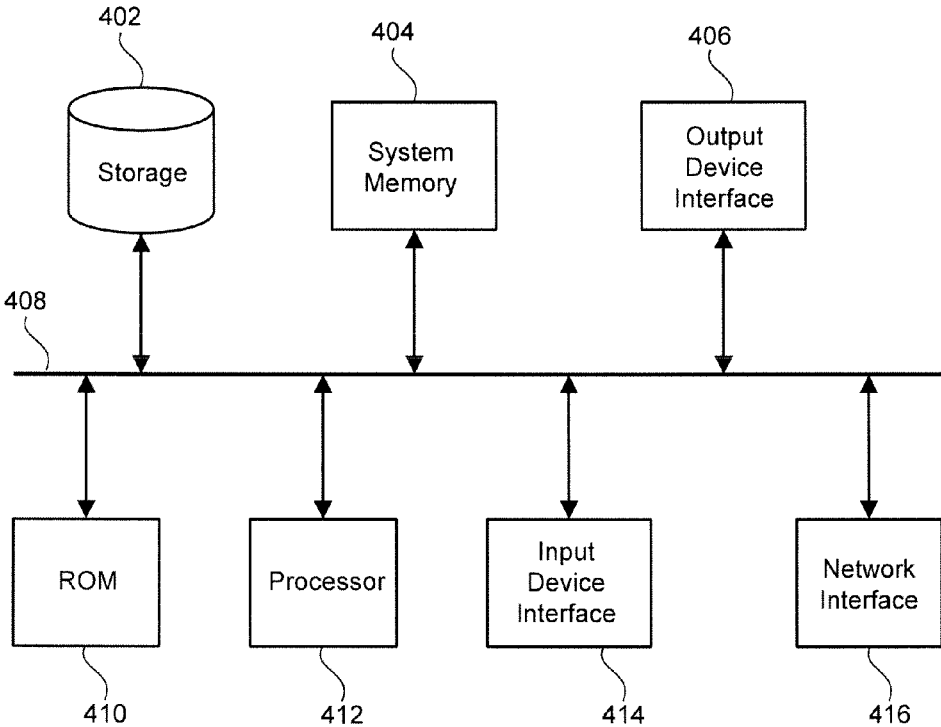 402
404
406
Storage
System
Memory
Output
Device
Interface
408
ROM
Processor
Input
Device
Interface
Network
Interface
410
412
414
416